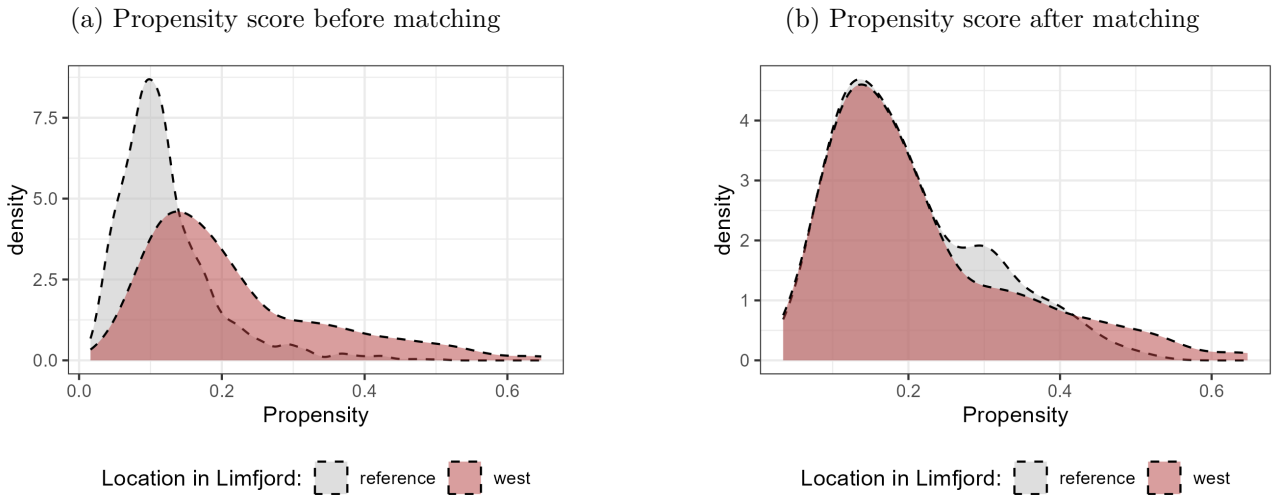 (a) Propensity score before matching
7.5
5.0
2.5
0.0
density
0.0 0.2 0.4 0.6
Propensity
Location in Limfjord: reference west
(b) Propensity score after matching
4
3
2
1
0
density
0.2 0.4 0.6
Propensity
Location in Limfjord: reference west